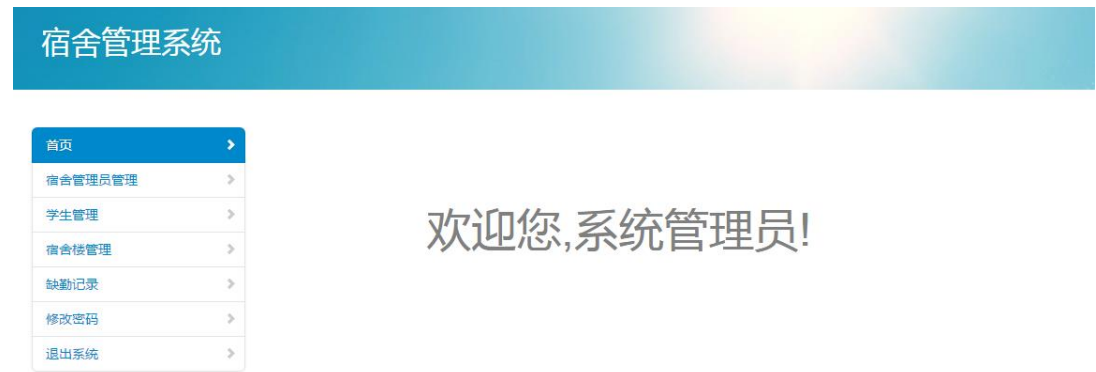 宿舍管理系统
首页
宿舍管理员管理
学生管理
宿舍楼管理
缺勤记录
修改密码
退出系统
欢迎您,系统管理员!